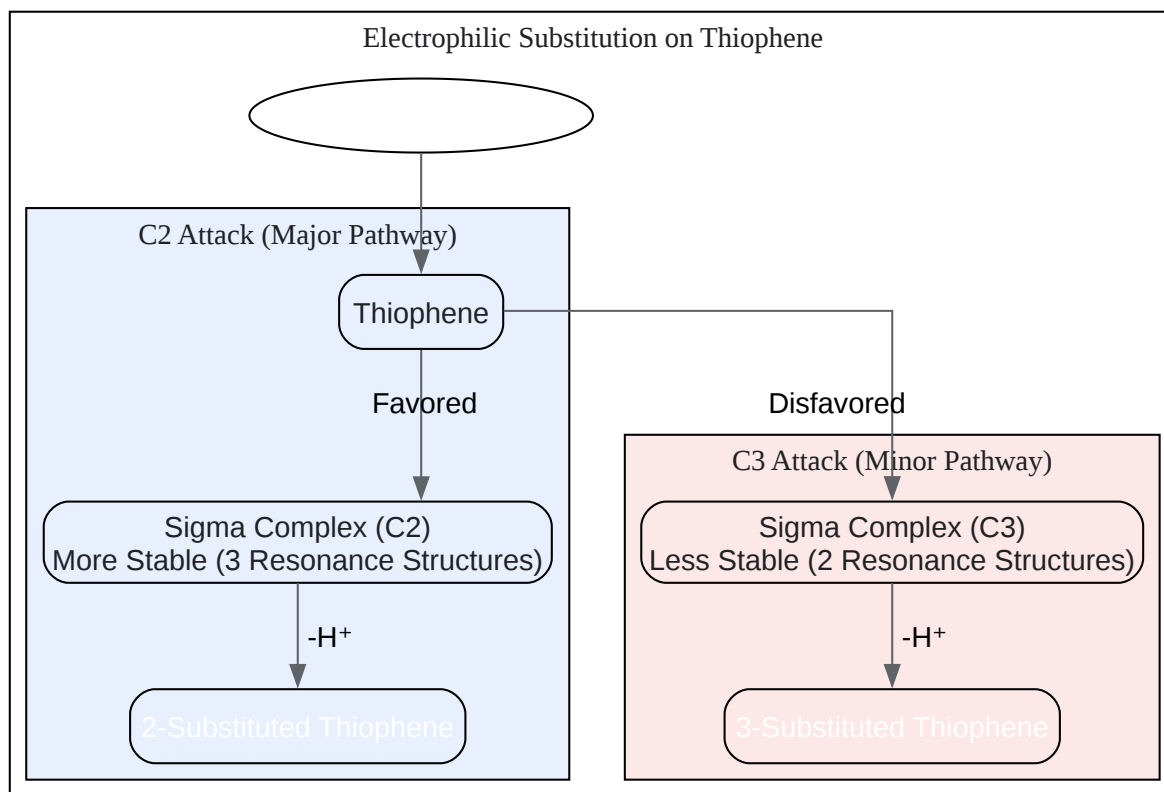 Electrophilic Substitution on Thiophene
C2 Attack (Major Pathway)
Thiophene
Favored
Disfavored
C3 Attack (Minor Pathway)
Sigma Complex (C2)
More Stable (3 Resonance Structures)
Sigma Complex (C3)
Less Stable (2 Resonance Structures)
-H⁺
-H⁺
2-Substituted Thiophene
3-Substituted Thiophene